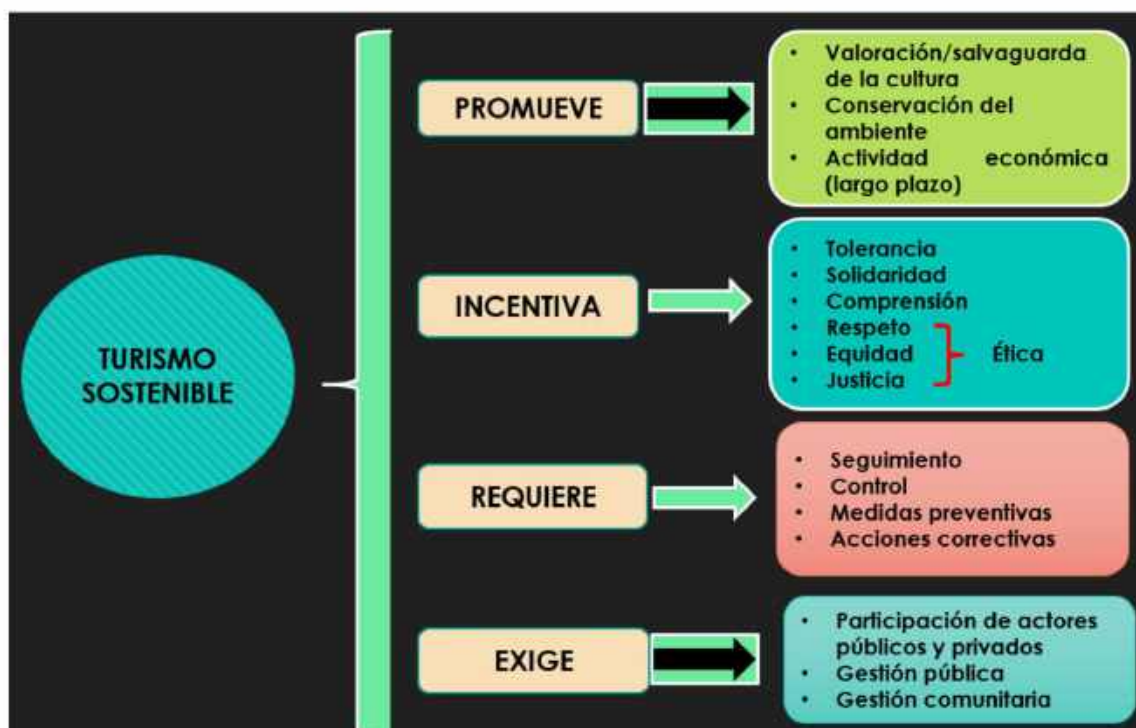 TURISMO
SOSTENIBLE
PROMUEVE
• Valoración/salvaguarda
de la cultura
• Conservación del
ambiente
• Actividad económica
(largo plazo)
INCENTIVA
• Tolerancia
• Solidaridad
• Comprensión
• Respeto
• Equidad
• Justicia
Ética
REQUIERE
• Seguimiento
• Control
• Medidas preventivas
• Acciones correctivas
EXIGE
• Participación de actores
públicos y privados
• Gestión pública
• Gestión comunitaria